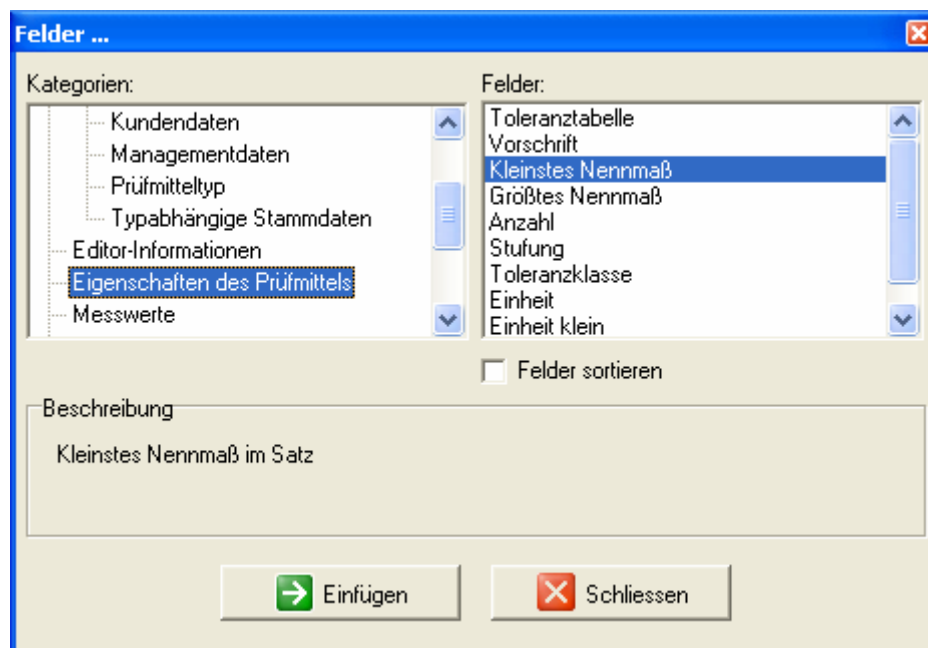 Felder ...
Kategorien:
Kundendaten
Managementdaten
Prüfmitteltyp
Typabhängige Stammdaten
Editor-Informationen
Eigenschaften des Prüfmittels
Messwerte
Felder:
Toleranztabelle
Vorschrift
Kleinstes Nennmaß
Größtes Nennmaß
Anzahl
Stufung
Toleranzklasse
Einheit
Einheit klein
Felder sortieren
Beschreibung
Kleinstes Nennmaß im Satz
Einfügen
Schliessen